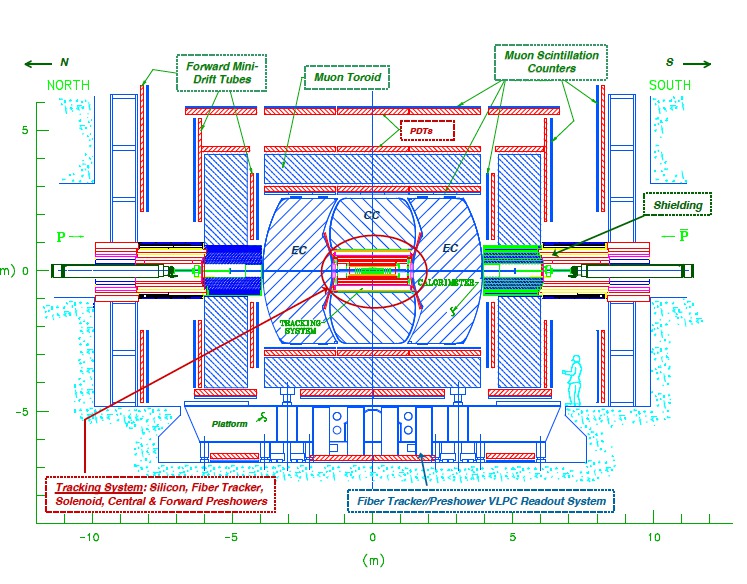 N
S
NORTH
SOUTH
Forward Mini-
Drift Tubes
Muon Toroid
Muon Scintillation
Counters
PDTs
Shielding
5
P
P̅
EC
CC
EC
m)
0
CALORIMETER
TRACKING
SYSTEM
-5
Platform
Tracking System: Silicon, Fiber Tracker,
Solenoid, Central & Forward Preshowers
Fiber Tracker/Preshower VLPC Readout System
-10
-5
0
5
10
(m)